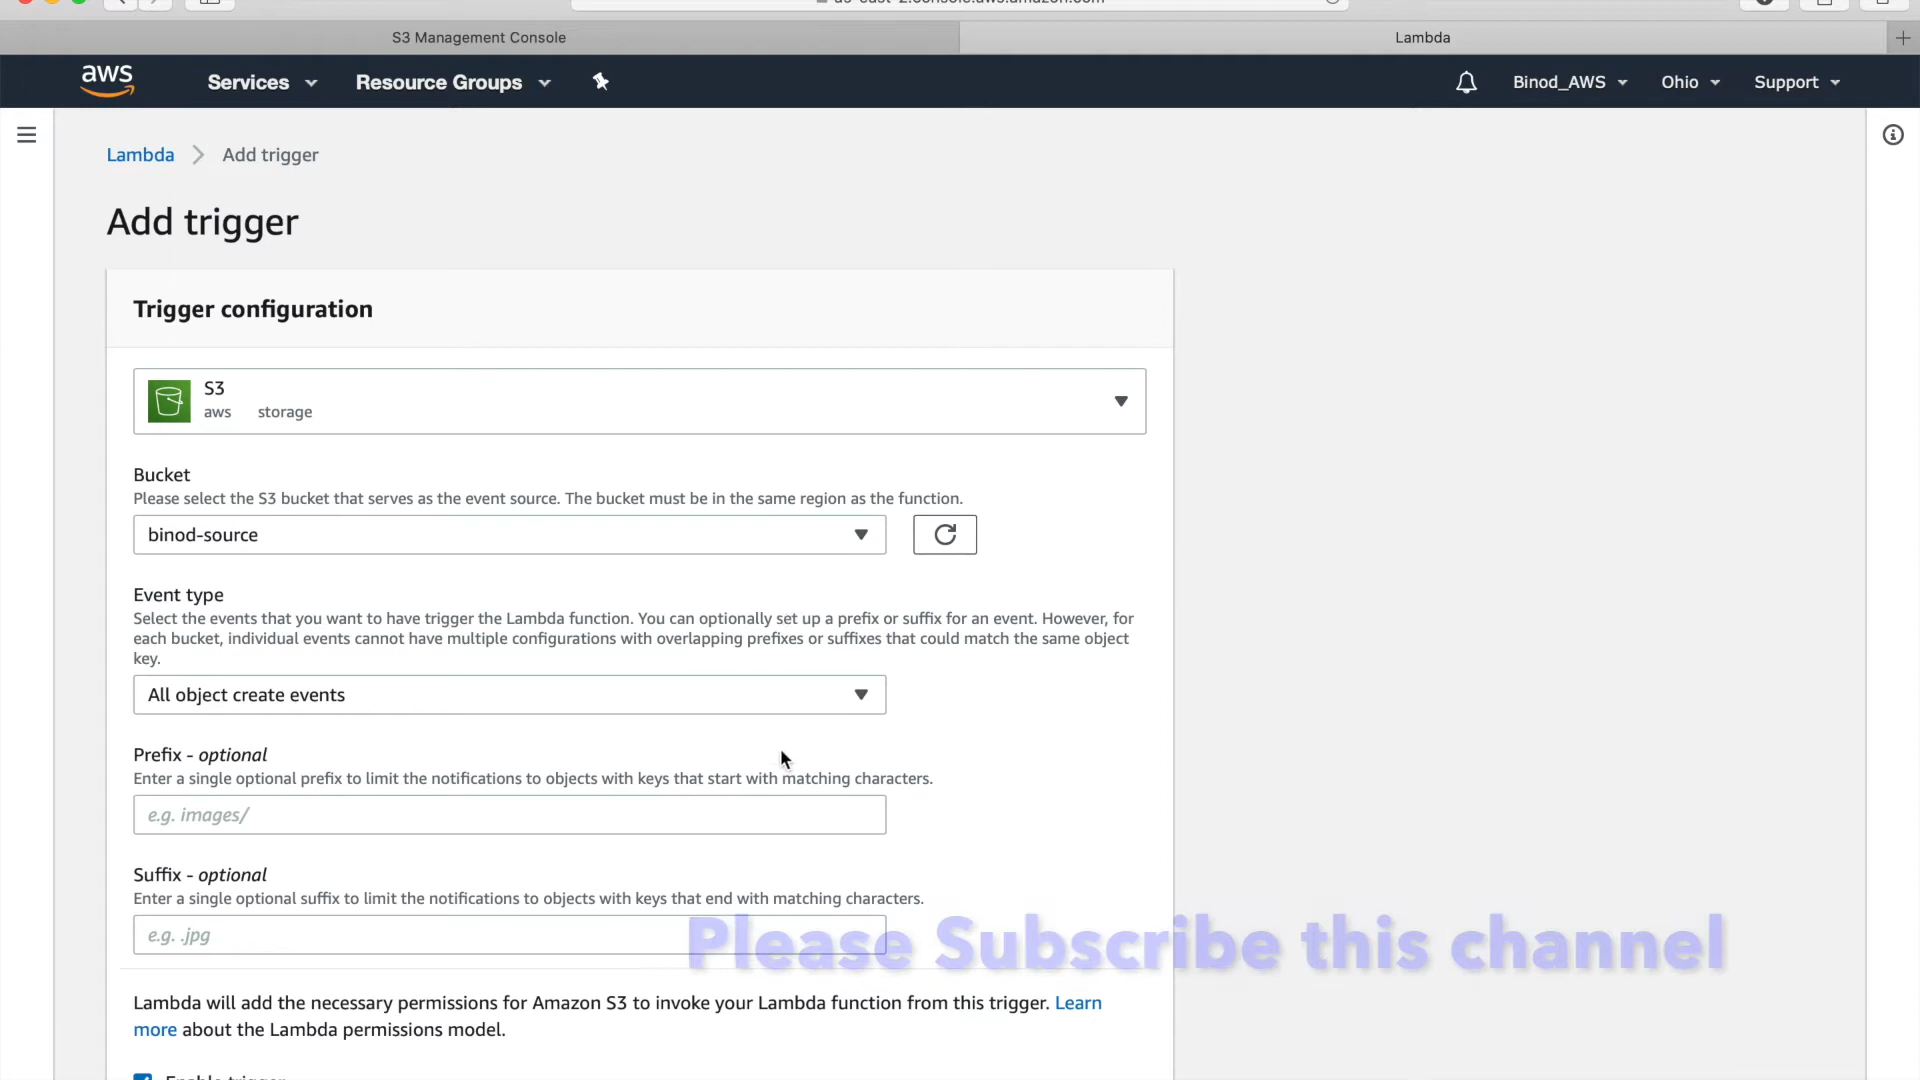 S3 Management Console
Lambda
aws
Services
Resource Groups
Binod_AWS
Ohio
Support
Lambda
Add trigger
Add trigger
Trigger configuration
S3
aws storage
Bucket
Please select the S3 bucket that serves as the event source. The bucket must be in the same region as the function.
binod-source
Event type
Select the events that you want to have trigger the Lambda function. You can optionally set up a prefix or suffix for an event. However, for
each bucket, individual events cannot have multiple configurations with overlapping prefixes or suffixes that could match the same object
key.
All object create events
Prefix - optional
Enter a single optional prefix to limit the notifications to objects with keys that start with matching characters.
e.g. images/
Suffix - optional
Enter a single optional suffix to limit the notifications to objects with keys that end with matching characters.
e.g. .jpg
Please Subscribe this channel
Lambda will add the necessary permissions for Amazon S3 to invoke your Lambda function from this trigger. Learn
more about the Lambda permissions model.